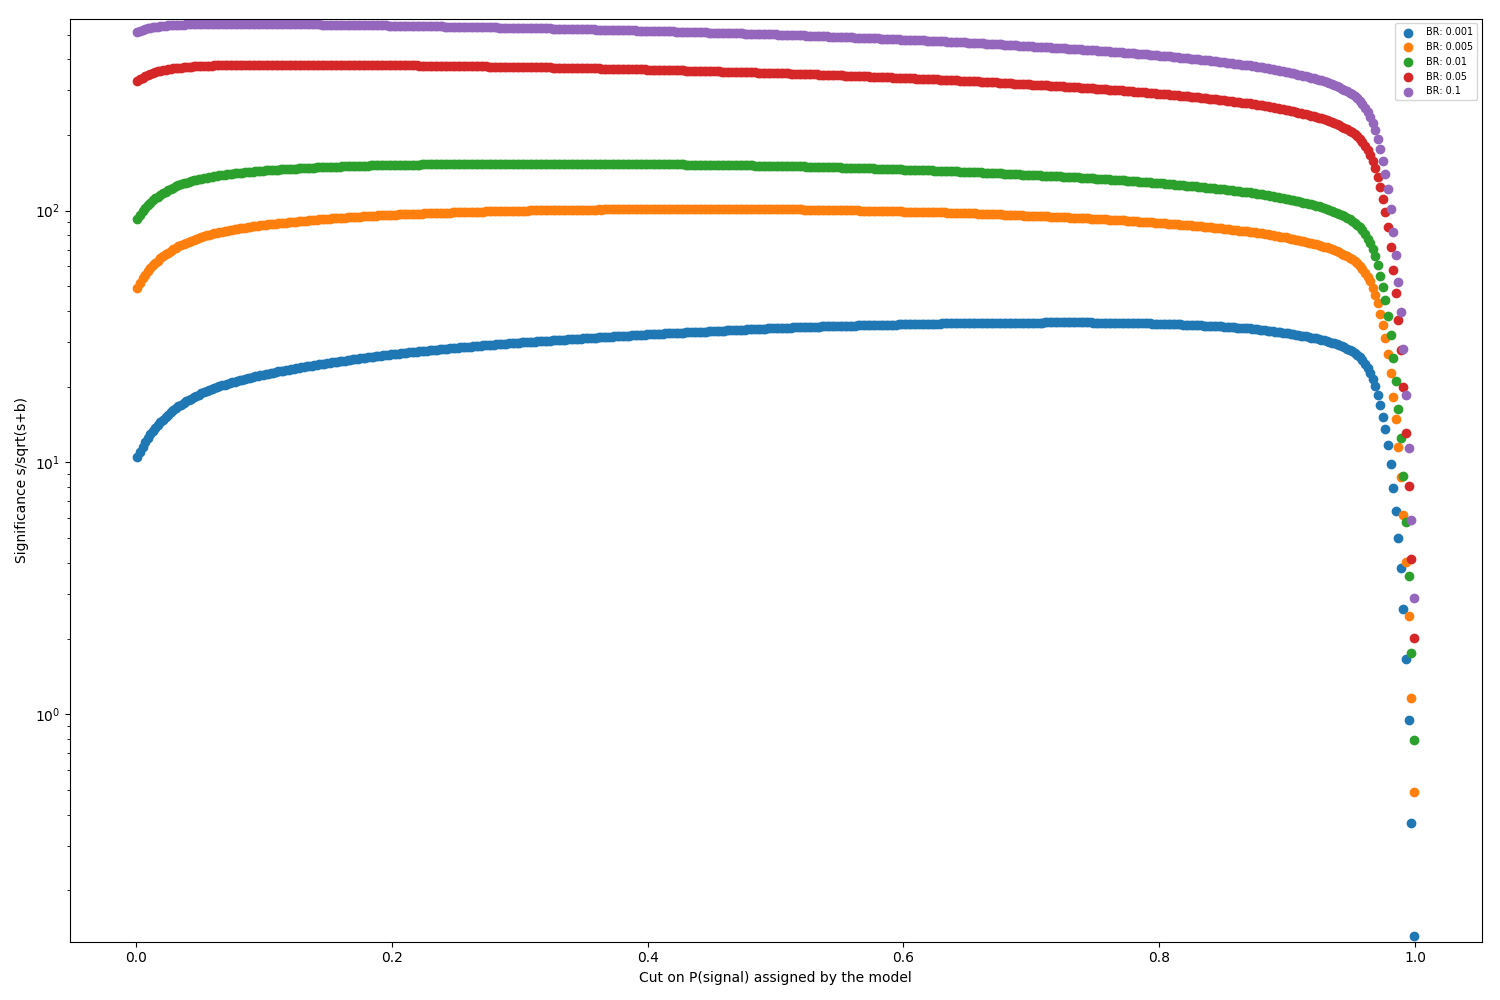 BR: 0.001
BR: 0.005
BR: 0.01
BR: 0.05
BR: 0.1
Significance s/sqrt(s+b)
10²
10¹
10⁰
0.0 0.2 0.4 0.6 0.8 1.0
Cut on P(signal) assigned by the model